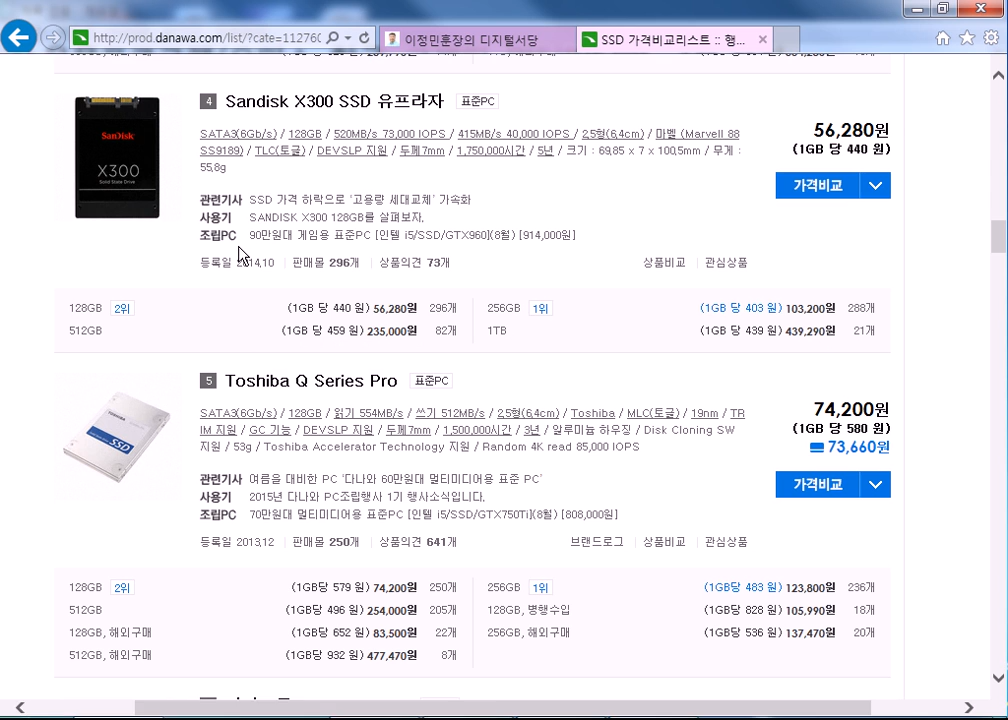 http://prod.danawa.com/list/?cate=11276(
이정민훈장의 디지털서당
SSD 가격비교리스트 :: 행...
4 Sandisk X300 SSD 유프라자 표준PC
SanDisk
X300
Solid State Drive
SATA3(6Gb/s) / 128GB / 520MB/s 73,000 IOPS / 415MB/s 40,000 IOPS / 2.5형(6.4cm) / 마벨 (Marvell 88
SS9189) / TLC(토글) / DEVSLP 지원 / 두께7mm / 1,750,000시간 / 5년 / 크기 : 69.85 x 7 x 100.5mm / 무게 :
55.8g
56,280원
(1GB 당 440 원)
가격비교
관련기사 SSD 가격 하락으로 '고용량 세대교체' 가속화
사용기 SANDISK X300 128GB를 살펴보자.
조립PC 90만원대 게임용 표준PC [인텔 i5/SSD/GTX960](8월) [914,000원]
등록일 2014.10 판매몰 296개 상품의견 73개 상품비교 관심상품
128GB 2위 (1GB 당 440 원) 56,280원 296개 256GB 1위 (1GB 당 403 원) 103,200원 288개
512GB (1GB 당 459 원) 235,000원 82개 1TB (1GB 당 439 원) 439,290원 21개
5 Toshiba Q Series Pro 표준PC
TOSHIBA
SSD
SATA3(6Gb/s) / 128GB / 읽기 554MB/s / 쓰기 512MB/s / 2.5형(6.4cm) / Toshiba / MLC(토글) / 19nm / TR
IM 지원 / GC 기능 / DEVSLP 지원 / 두께7mm / 1,500,000시간 / 3년 / 알루미늄 하우징 / Disk Cloning SW
지원 / 53g / Toshiba Accelerator Technology 지원 / Random 4K read 85,000 IOPS
74,200원
(1GB 당 580 원)
73,660원
가격비교
관련기사 여름을 대비한 PC '다나와 60만원대 멀티미디어용 표준 PC'
사용기 2015년 다나와 PC조립행사 1기 행사소식입니다.
조립PC 70만원대 멀티미디어용 표준PC [인텔 i5/SSD/GTX750Ti](8월) [808,000원]
등록일 2013.12 판매몰 250개 상품의견 641개 브랜드로그 상품비교 관심상품
128GB 2위 (1GB당 579 원) 74,200원 250개 256GB 1위 (1GB당 483 원) 123,800원 236개
512GB (1GB당 496 원) 254,000원 205개 128GB, 병행수입 (1GB당 828 원) 105,990원 18개
128GB, 해외구매 (1GB당 652 원) 83,500원 22개 256GB, 해외구매 (1GB당 536 원) 137,470원 20개
512GB, 해외구매 (1GB당 932 원) 477,470원 8개